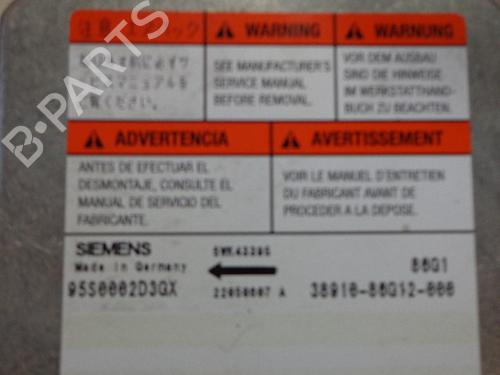 WARNING
WARNUNG
SEE MANUFACTURER'S
SERVICE MANUAL
BEFORE REMOVAL.
VOR DEM AUSBAU
SIND DIE HINWEISE
IM WERKSTATTHAND-
BUCH ZU BEACHTEN.
ADVERTENCIA
AVERTISSEMENT
ANTES DE EFECTUAR EL
DESMONTAJE, CONSULTE EL
MANUAL DE SERVICIO DEL
FABRICANTE.
VOIR LE MANUEL D'ENTRETIEN
DU FABRICANT AVANT DE
PROCEDER A LA DEPOSE.
SIEMENS
5WK43395
86G1
Made in Germany
95S0002D3GX
A
38910-86G12-000
B-PARTS